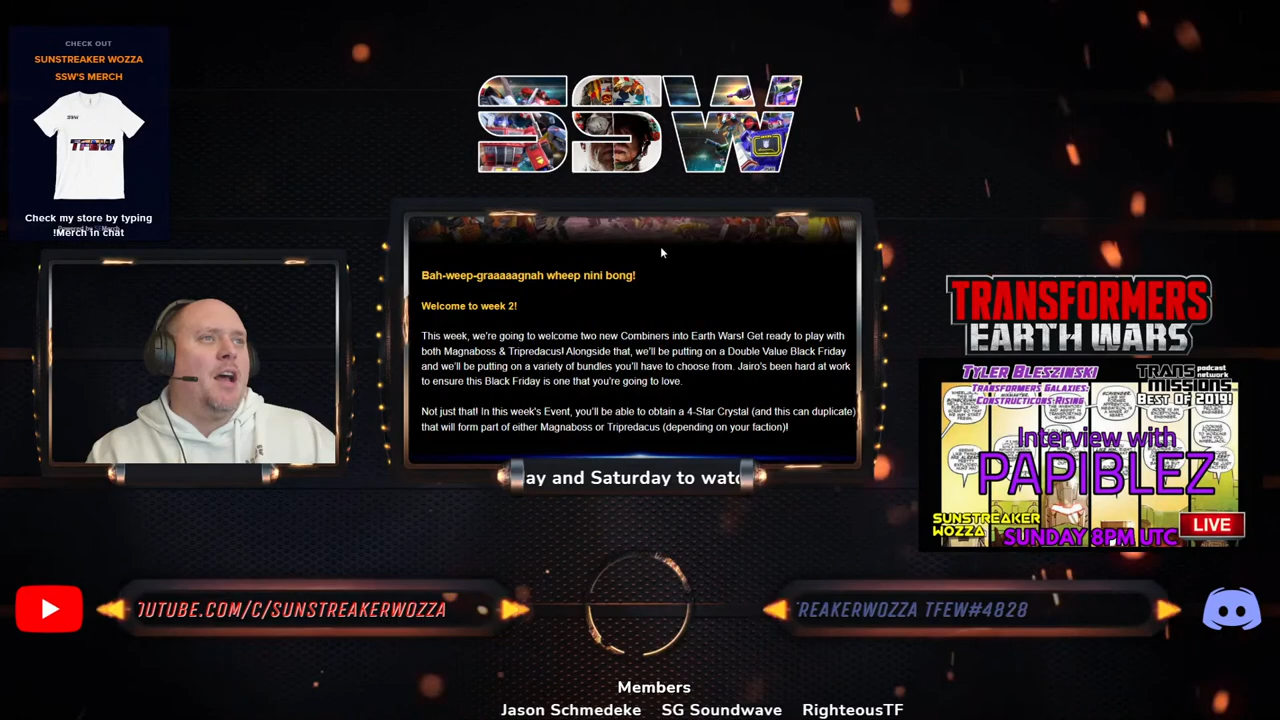 CHECK OUT
SUNSTREAKER WOZZA
SSW'S MERCH
SSW
TFEW
Check my store by typing
!Merch in chat
SSW
Bah-weep-graaaaagnah wheep nini bong!
Welcome to week 2!
This week, we're going to welcome two new Combiners into Earth Wars! Get ready to play with
both Magnaboss & Tripredacus! Alongside that, we'll be putting on a Double Value Black Friday
and we'll be putting on a variety of bundles you'll have to choose from. Jairo's been hard at work
to ensure this Black Friday is one that you're going to love.
Not just that! In this week's Event, you'll be able to obtain a 4-Star Crystal (and this can duplicate)
that will form part of either Magnaboss or Tripredacus (depending on your faction)!
ay and Saturday to watc
TRANSFORMERS
EARTH WARS
TYLER BLESZINSKI
TRANSFORMERS GALAXIES:
CONSTRUCTICONS RISING
TRANS podcast network
MISSIONS
BEST OF 2019!
Interview with
PAPIBLEZ
SUNSTREAKER
WOZZA
LIVE
SUNDAY 8PM UTC
OUTUBE.COM/C/SUNSTREAKERWOZZA
REAKERWOZZA TFEW#4828
Members
Jason Schmedeke SG Soundwave RighteousTF